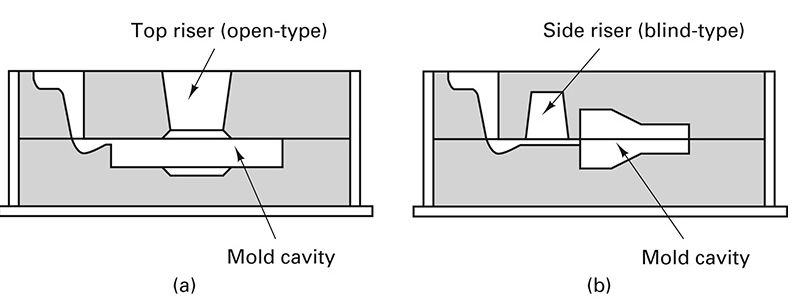 Top riser (open-type)
Side riser (blind-type)
Mold cavity
Mold cavity
(a)
(b)